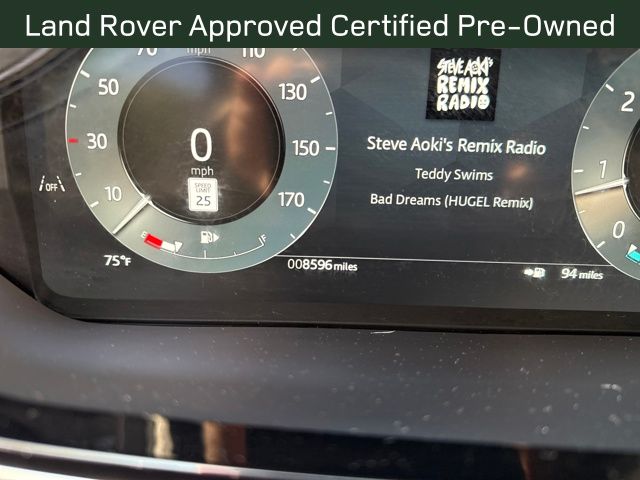 Land Rover Approved Certified Pre-Owned
70 mph 110
50 130
30 0 150
mph
SPEED LIMIT 25
10 170
OFF
E F
75°F
008596 miles
STEVE AOKI'S
REMIX
RADIO
Steve Aoki's Remix Radio
Teddy Swims
Bad Dreams (HUGEL Remix)
94 miles
2
1
0